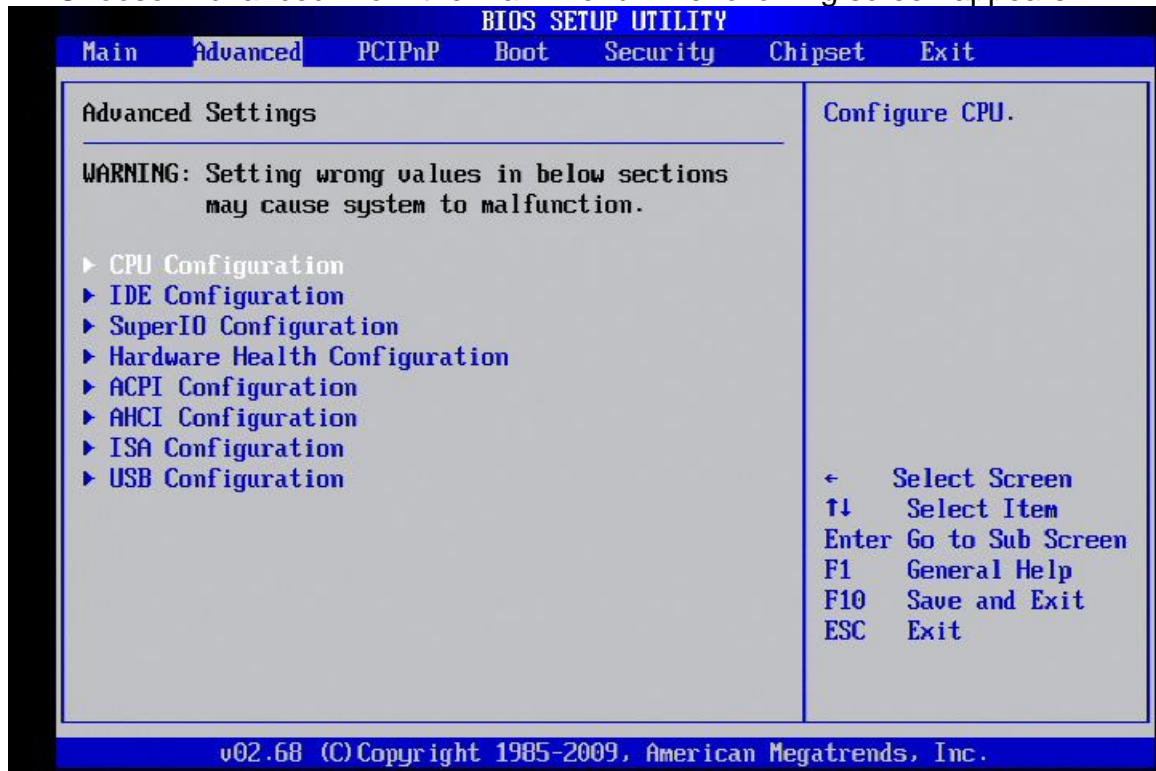 BIOS SETUP UTILITY
Main Advanced PCIPnP Boot Security Chipset Exit
Advanced Settings
WARNING: Setting wrong values in below sections
may cause system to malfunction.
► CPU Configuration
► IDE Configuration
► SuperIO Configuration
► Hardware Health Configuration
► ACPI Configuration
► AHCI Configuration
► ISA Configuration
► USB Configuration
Configure CPU.
← Select Screen
↑↓ Select Item
Enter Go to Sub Screen
F1 General Help
F10 Save and Exit
ESC Exit
v02.68 (C)Copyright 1985-2009, American Megatrends, Inc.